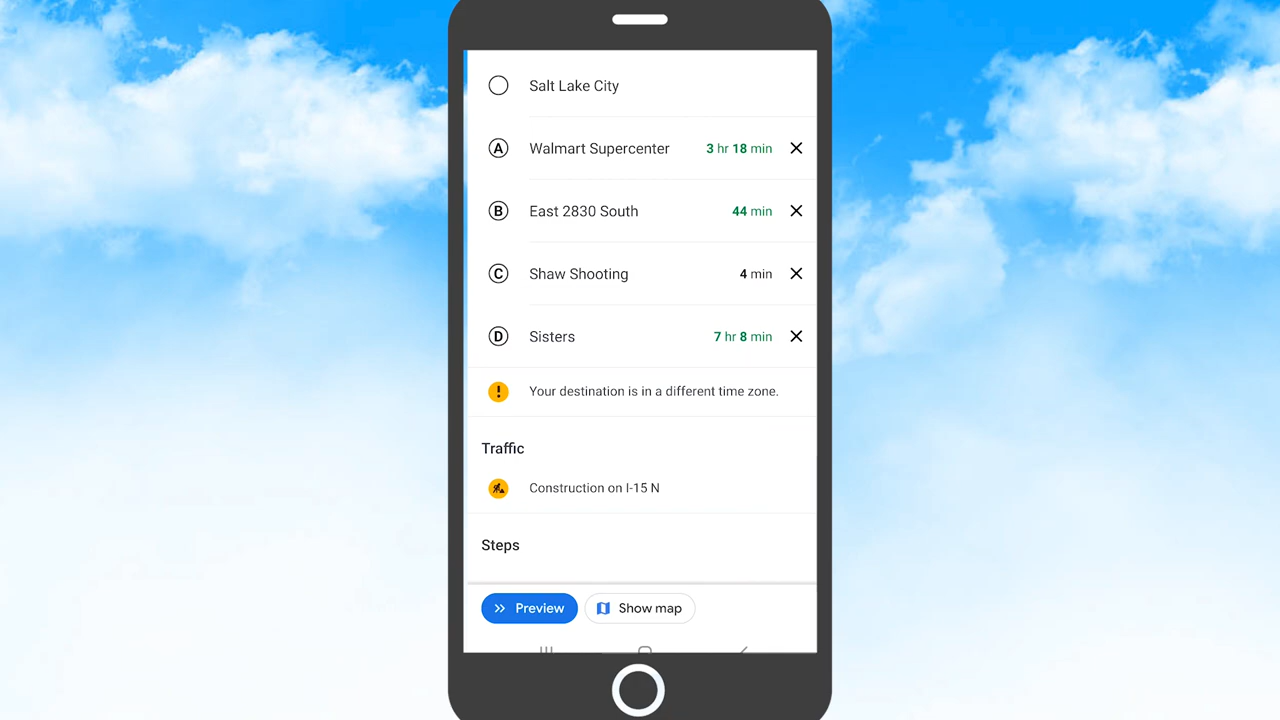 Salt Lake City
A Walmart Supercenter 3 hr 18 min
B East 2830 South 44 min
C Shaw Shooting 4 min
D Sisters 7 hr 8 min
Your destination is in a different time zone.
Traffic
Construction on I-15 N
Steps
Preview Show map